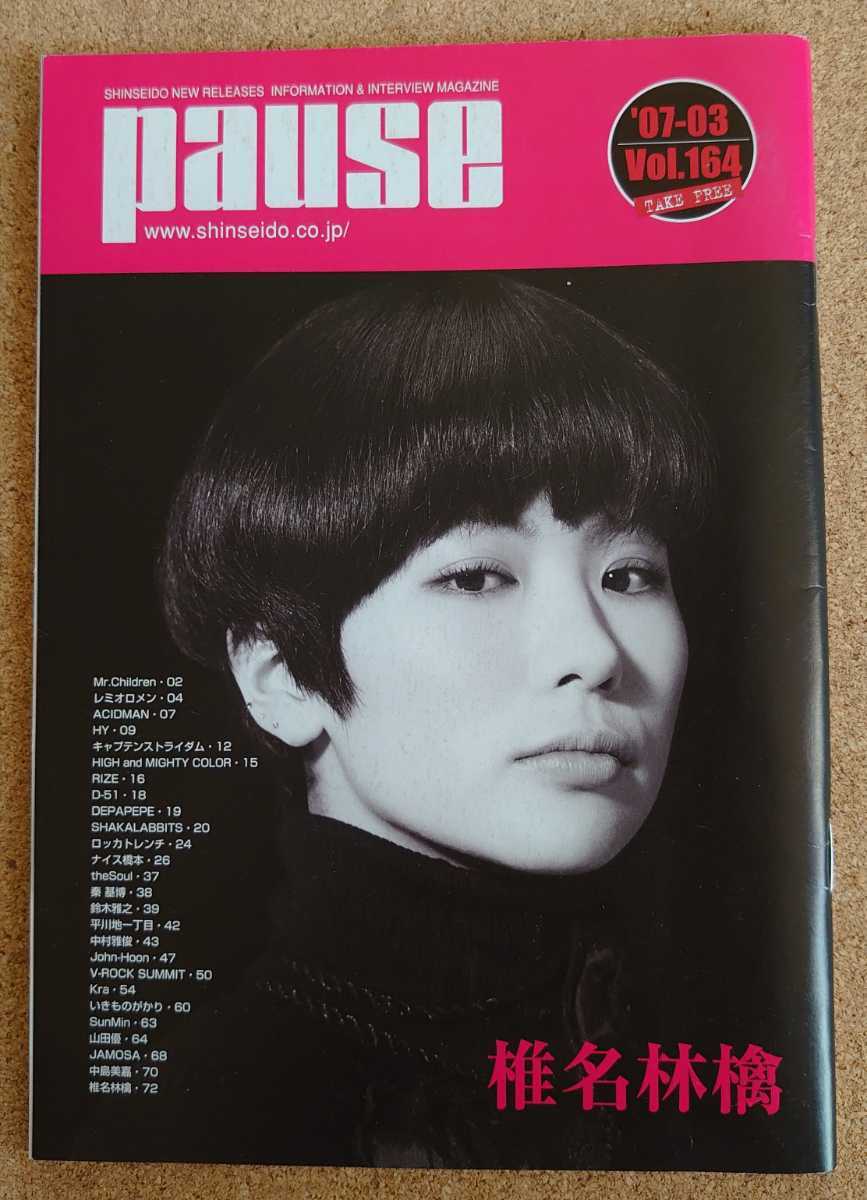 SHINSEIDO NEW RELEASES INFORMATION & INTERVIEW MAGAZINE
pause
www.shinseido.co.jp/
'07-03
Vol.164
TAKE FREE
Mr.Children・02
レミオロメン・04
ACIDMAN・07
HY・09
キャプテンストライダム・12
HIGH and MIGHTY COLOR・15
RIZE・16
D-51・18
DEPAPEPE・19
SHAKALABBITS・20
ロッカトレンチ・24
ナイス橋本・26
theSoul・37
秦 基博・38
鈴木雅之・39
平川地一丁目・42
中村雅俊・43
John-Hoon・47
V-ROCK SUMMIT・50
Kra・54
いきものがかり・60
SunMin・63
山田優・64
JAMOSA・68
中島美嘉・70
椎名林檎・72
椎名林檎